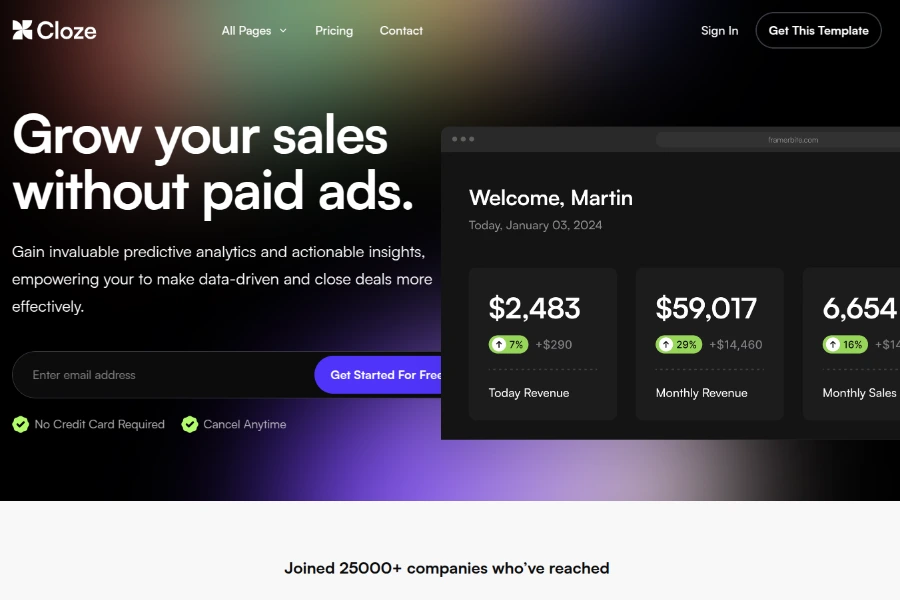 Cloze
All Pages
Pricing
Contact
Sign In
Get This Template
Grow your sales
without paid ads.
Gain invaluable predictive analytics and actionable insights,
empowering your to make data-driven and close deals more
effectively.
Enter email address
Get Started For Free
No Credit Card Required
Cancel Anytime
framerbite.com
Welcome, Martin
Today, January 03, 2024
$2,483
7% +$290
Today Revenue
$59,017
29% +$14,460
Monthly Revenue
6,654
16% +$14
Monthly Sales
Joined 25000+ companies who’ve reached